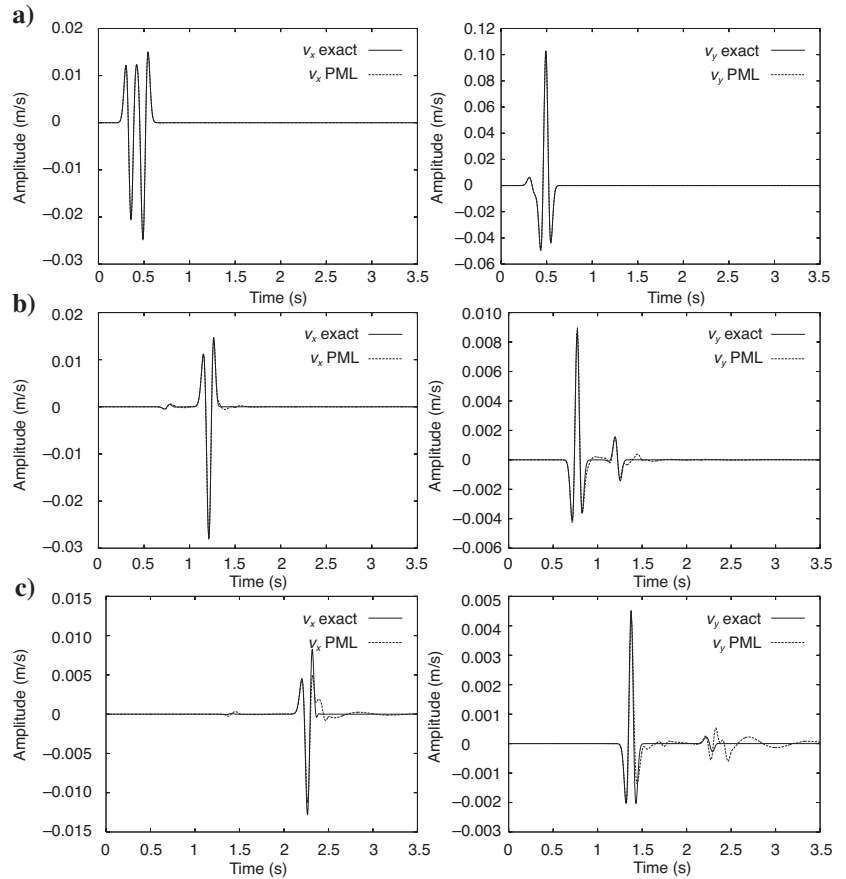 a)
0.02
0.01
0
–0.01
–0.02
–0.03
Amplitude (m/s)
vx exact
vx PML
0 0.5 1 1.5 2 2.5 3 3.5
Time (s)
0.12
0.10
0.08
0.06
0.04
0.02
0
–0.02
–0.04
–0.06
Amplitude (m/s)
vy exact
vy PML
0 0.5 1 1.5 2 2.5 3 3.5
Time (s)
b)
0.02
0.01
0
–0.01
–0.02
–0.03
Amplitude (m/s)
vx exact
vx PML
0 0.5 1 1.5 2 2.5 3 3.5
Time (s)
0.010
0.008
0.006
0.004
0.002
0.000
–0.002
–0.004
–0.006
Amplitude (m/s)
vy exact
vy PML
0 0.5 1 1.5 2 2.5 3 3.5
Time (s)
c)
0.015
0.010
0.005
0
–0.005
–0.010
–0.015
Amplitude (m/s)
vx exact
vx PML
0 0.5 1 1.5 2 2.5 3 3.5
Time (s)
0.005
0.004
0.003
0.002
0.001
0
–0.001
–0.002
–0.003
Amplitude (m/s)
vy exact
vy PML
0 0.5 1 1.5 2 2.5 3 3.5
Time (s)